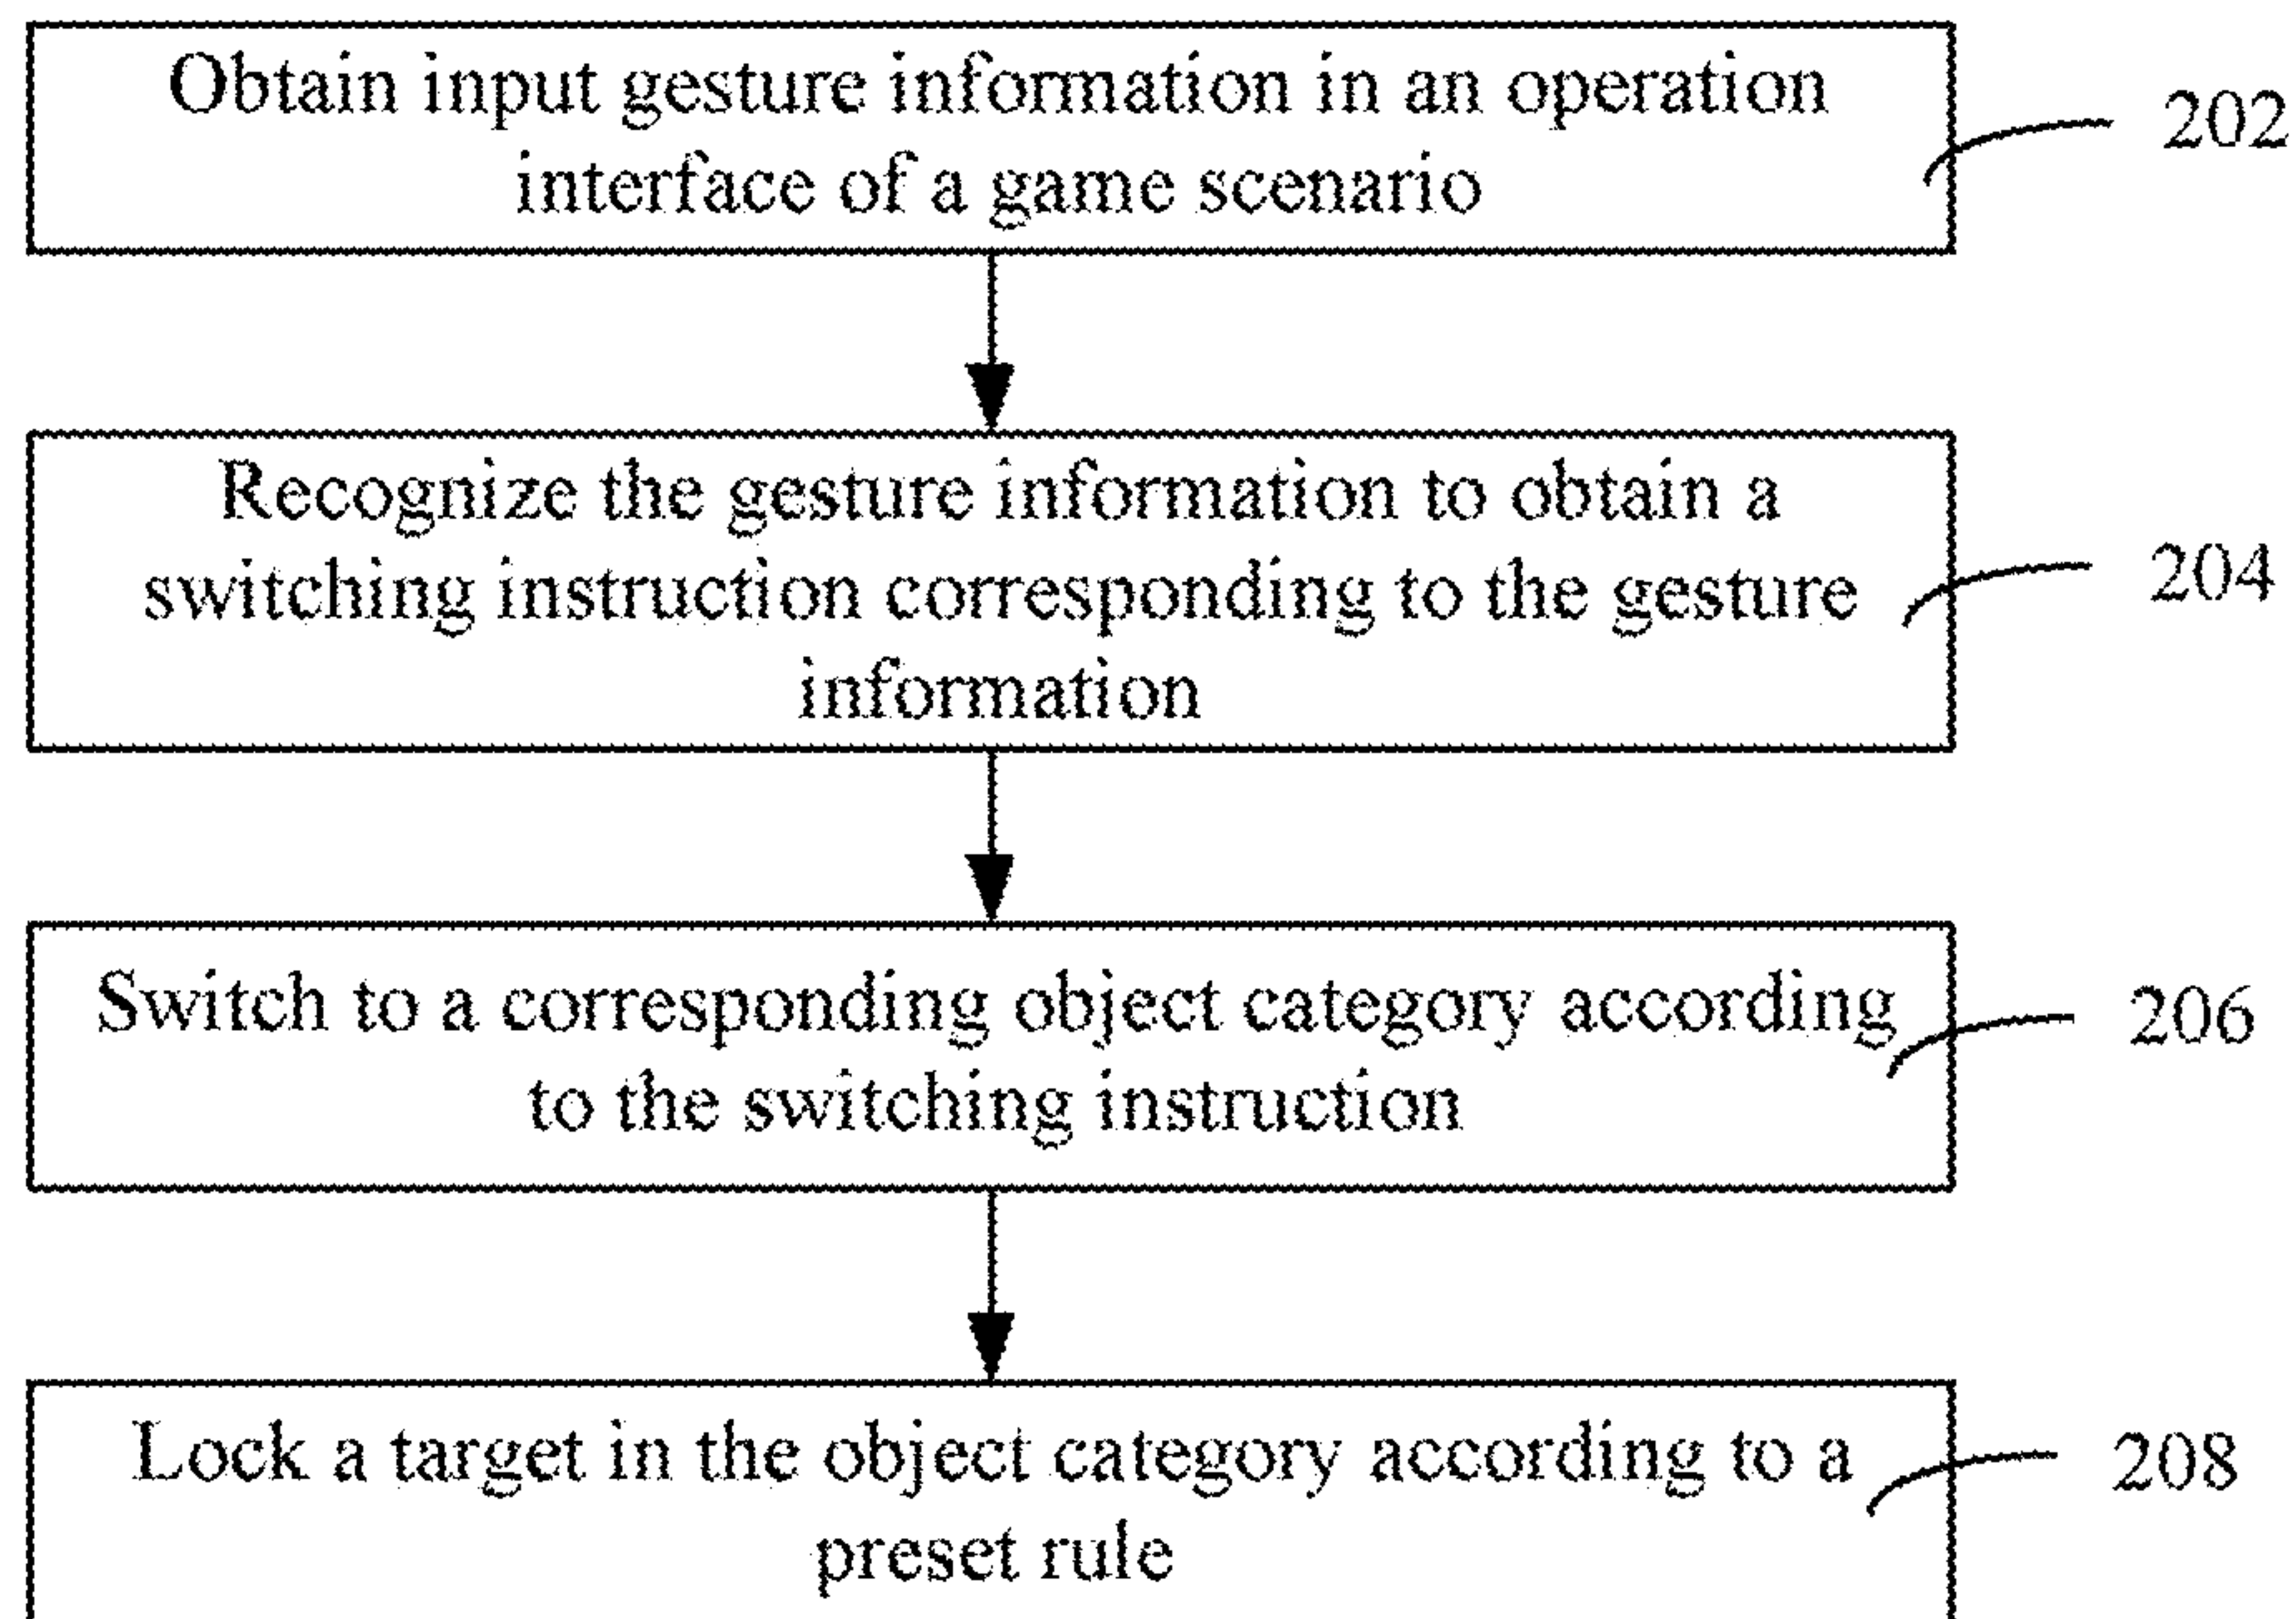 Obtain input gesture information in an operation
interface of a game scenario
202
Recognize the gesture information to obtain a
switching instruction corresponding to the gesture
information
204
Switch to a corresponding object category according
to the switching instruction
206
Lock a target in the object category according to a
preset rule
208